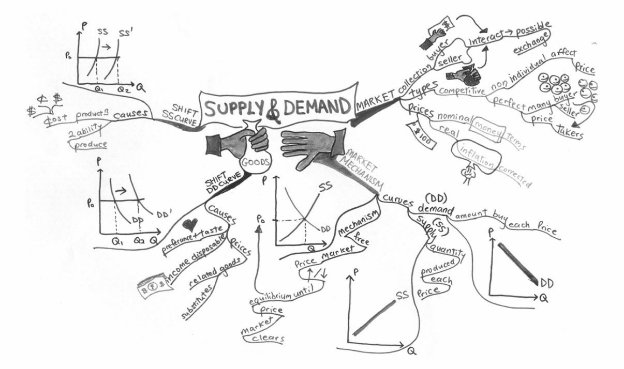 SUPPLY & DEMAND
GOODS
MARKET
collection
buyer
seller
Interact → possible
exchange
types
competitive
non individual affect
price
perfect
many buyer
seller
price takers
prices
nominal money terms
real
inflation corrected
$100
MARKET
MECHANISM
curves
(DD)
demand
amount buy each Price
P
DD
Q
(SS)
supply
quantity
produced
each
Price
P
SS
Q
mechanism
free
market
Price
↑/↓
equilibrium until
price
market
clears
P
SS
P₀
DD
Q
SHIFT
DD CURVE
causes
preference + taste
income disposable
$ $ $
prices
related goods
substitutes
P
P₀
DD
DD'
Q₁ Q₂ Q
SHIFT
SS CURVE
causes
cost product
¢ $
$
ability
produce
P
SS SS'
P₀
Q₁ Q₂ Q